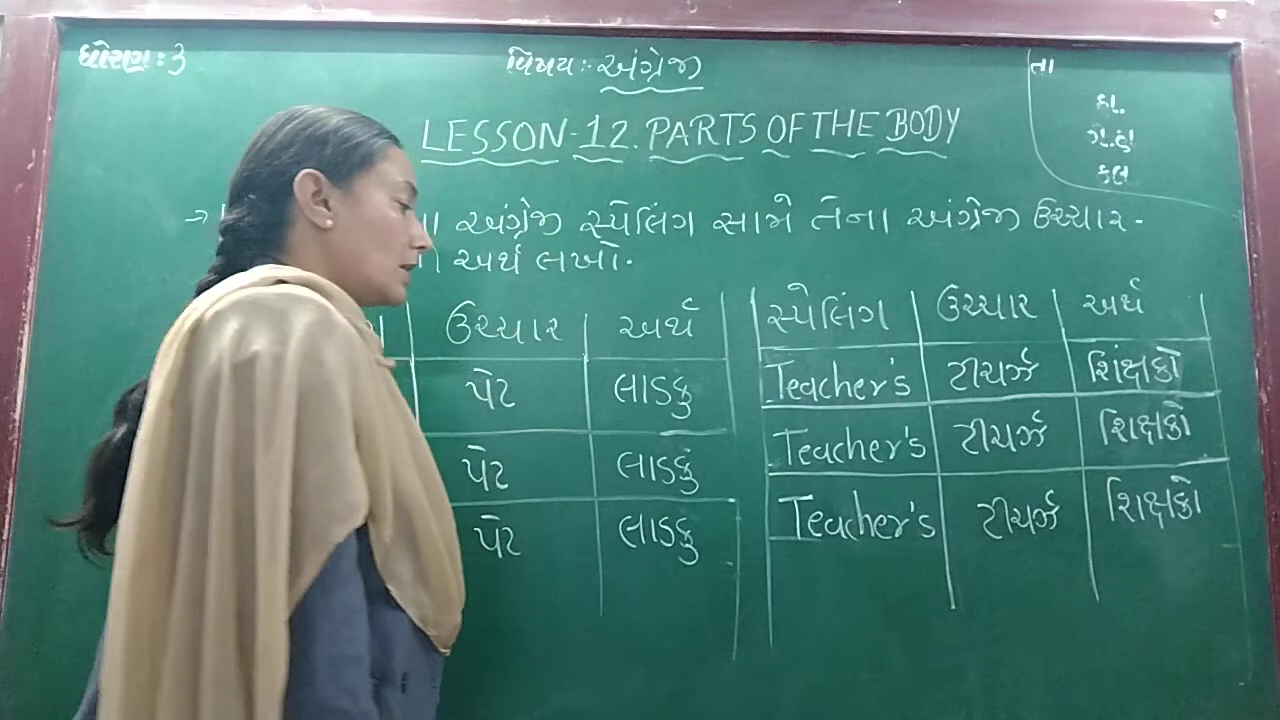 ધોરણ : 3
વિષય :- અંગ્રેજી
તા
કા.
ગ.હા
કલ
LESSON-12. PARTS OF THE BODY
→ અંગ્રેજી સ્પેલિંગ સામે તેના અંગ્રેજી ઉચ્ચાર-
અર્થ લખો.
ઉચ્ચાર અર્થ
પેટ લાડકુ
પેટ લાડકું
પેટ લાડકુ
સ્પેલિંગ ઉચ્ચાર અર્થ
Teacher's ટીચર્ઝ શિક્ષકો
Teacher's ટીચર્ઝ શિક્ષકો
Teacher's ટીચર્ઝ શિક્ષકો